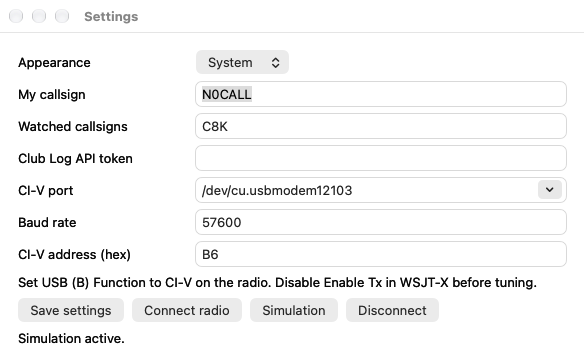 Settings
Appearance System
My callsign N0CALL
Watched callsigns C8K
Club Log API token
CI-V port /dev/cu.usbmodem12103
Baud rate 57600
CI-V address (hex) B6
Set USB (B) Function to CI-V on the radio. Disable Enable Tx in WSJT-X before tuning.
Save settings Connect radio Simulation Disconnect
Simulation active.